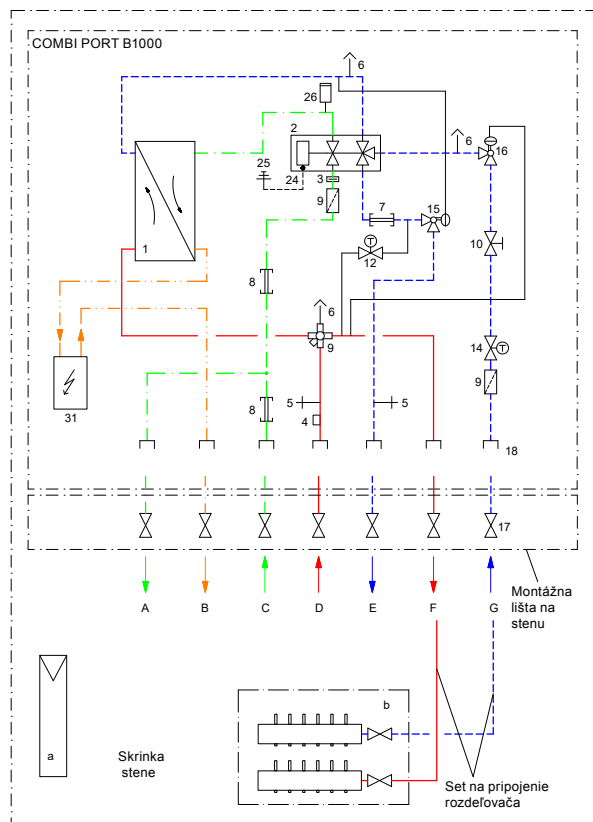 COMBI PORT B1000
6
26
2
6
16
25
24
3
9
7
15
10
1
12
8
6
9
14
9
31
5
5
8
4
18
17
A
B
C
D
E
F
G
Montážna
lišta na
stenu
b
a
Skrinka
stene
Set na pripojenie
rozdeľovača
T
T